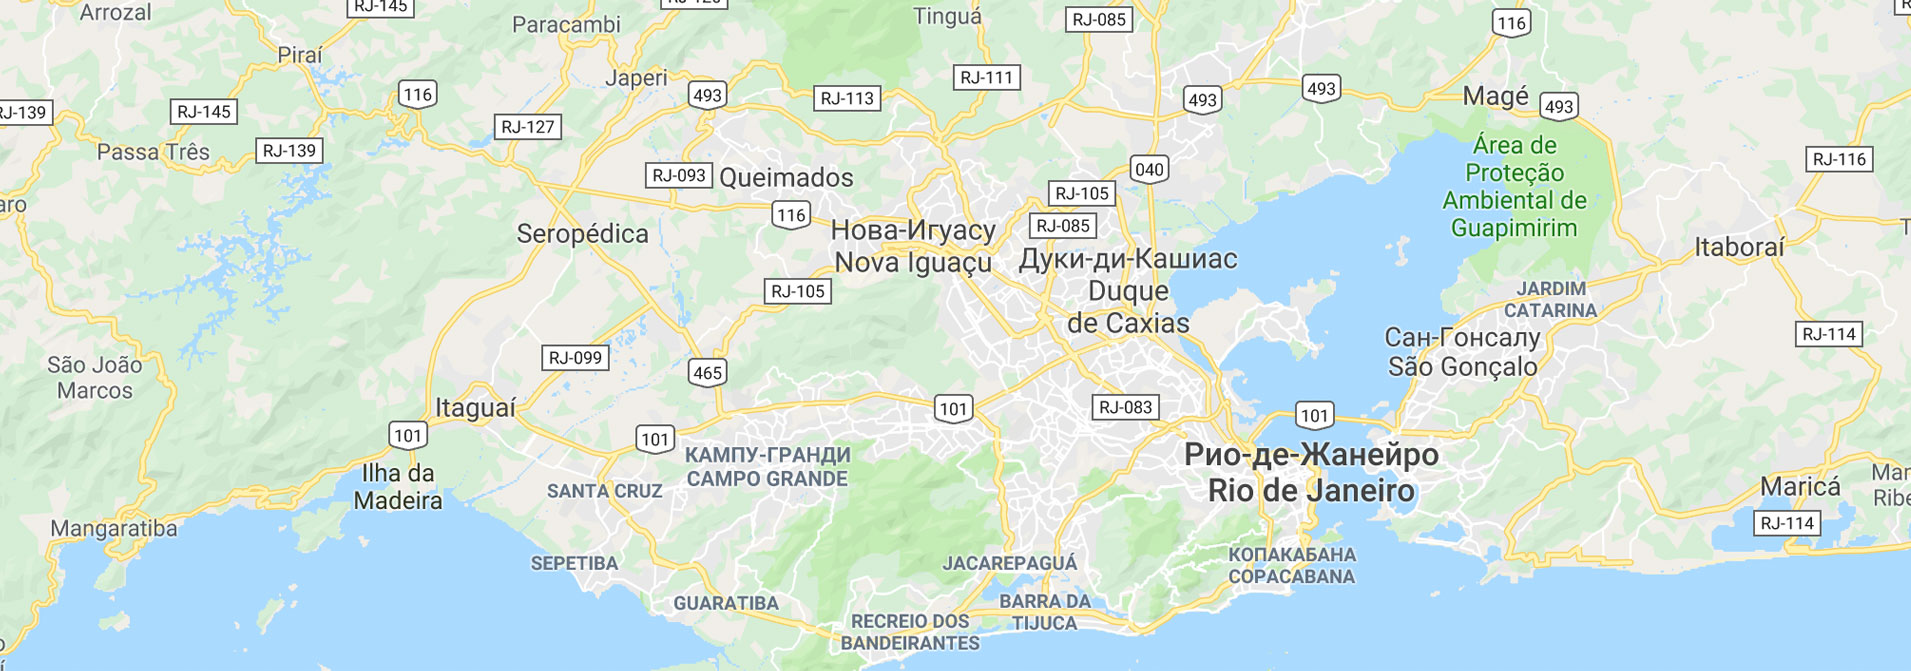 Arrozal
RJ-145
Paracambi
Tinguá
RJ-085
116
Piraí
Japeri
RJ-111
116
493
RJ-113
493
493
Magé
493
RJ-139
RJ-145
RJ-127
Passa Três
RJ-139
Área de
Proteção
Ambiental de
Guapimirim
RJ-116
RJ-093
Queimados
040
RJ-105
116
RJ-085
Seropédica
Нова-Игуасу
Nova Iguaçu
Дуки-ди-Кашиас
Duque
de Caxias
Itaboraí
RJ-105
JARDIM
CATARINA
Сан-Гонсалу
São Gonçalo
RJ-114
São João
Marcos
RJ-099
465
Itaguaí
101
101
101
RJ-083
101
КАМПУ-ГРАНДИ
CAMPO GRANDE
Рио-де-Жанейро
Rio de Janeiro
Ilha da
Madeira
SANTA CRUZ
Maricá
RJ-114
Mangaratiba
SEPETIBA
JACAREPAGUÁ
КОПАКАБАНА
COPACABANA
GUARATIBA
BARRA DA
TIJUCA
RECREIO DOS
BANDEIRANTES